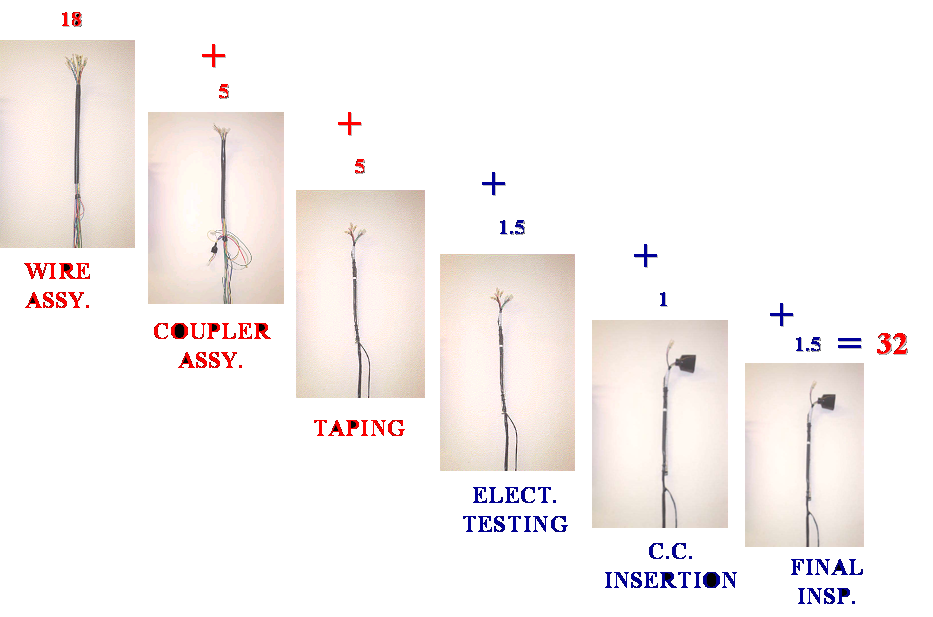 18
WIRE
ASSY.
+
5
COUPLER
ASSY.
+
5
TAPING
+
1.5
ELECT.
TESTING
+
1
C.C.
INSERTION
+
1.5 = 32
FINAL
INSP.